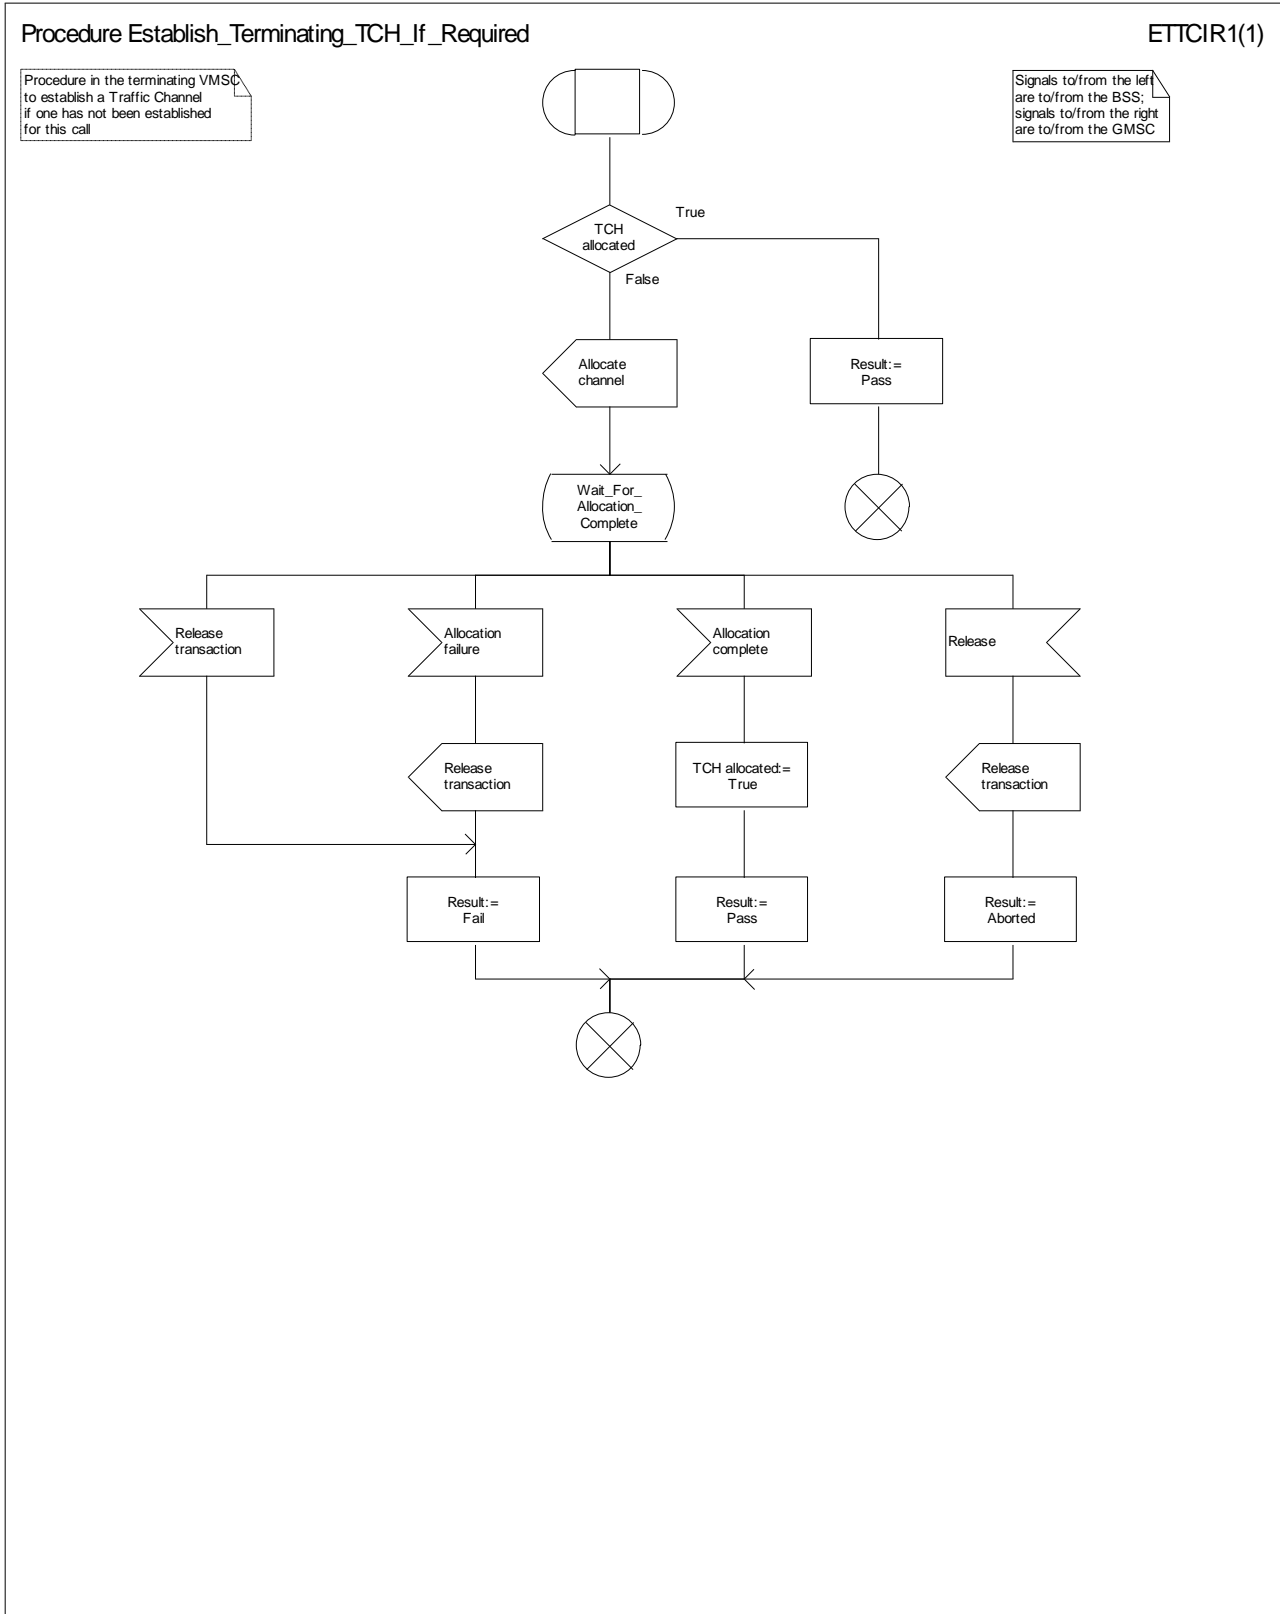 Procedure Establish_Terminating_TCH_If_Required
ETTCIR1(1)
Procedure in the terminating VMSC
to establish a Traffic Channel
if one has not been established
for this call
Signals to/from the left
are to/from the BSS;
signals to/from the right
are to/from the GMSC
TCH
allocated
True
False
Allocate
channel
Result:=
Pass
Wait_For_
Allocation_
Complete
Release
transaction
Allocation
failure
Allocation
complete
Release
Release
transaction
TCH allocated:=
True
Release
transaction
Result:=
Fail
Result:=
Pass
Result:=
Aborted